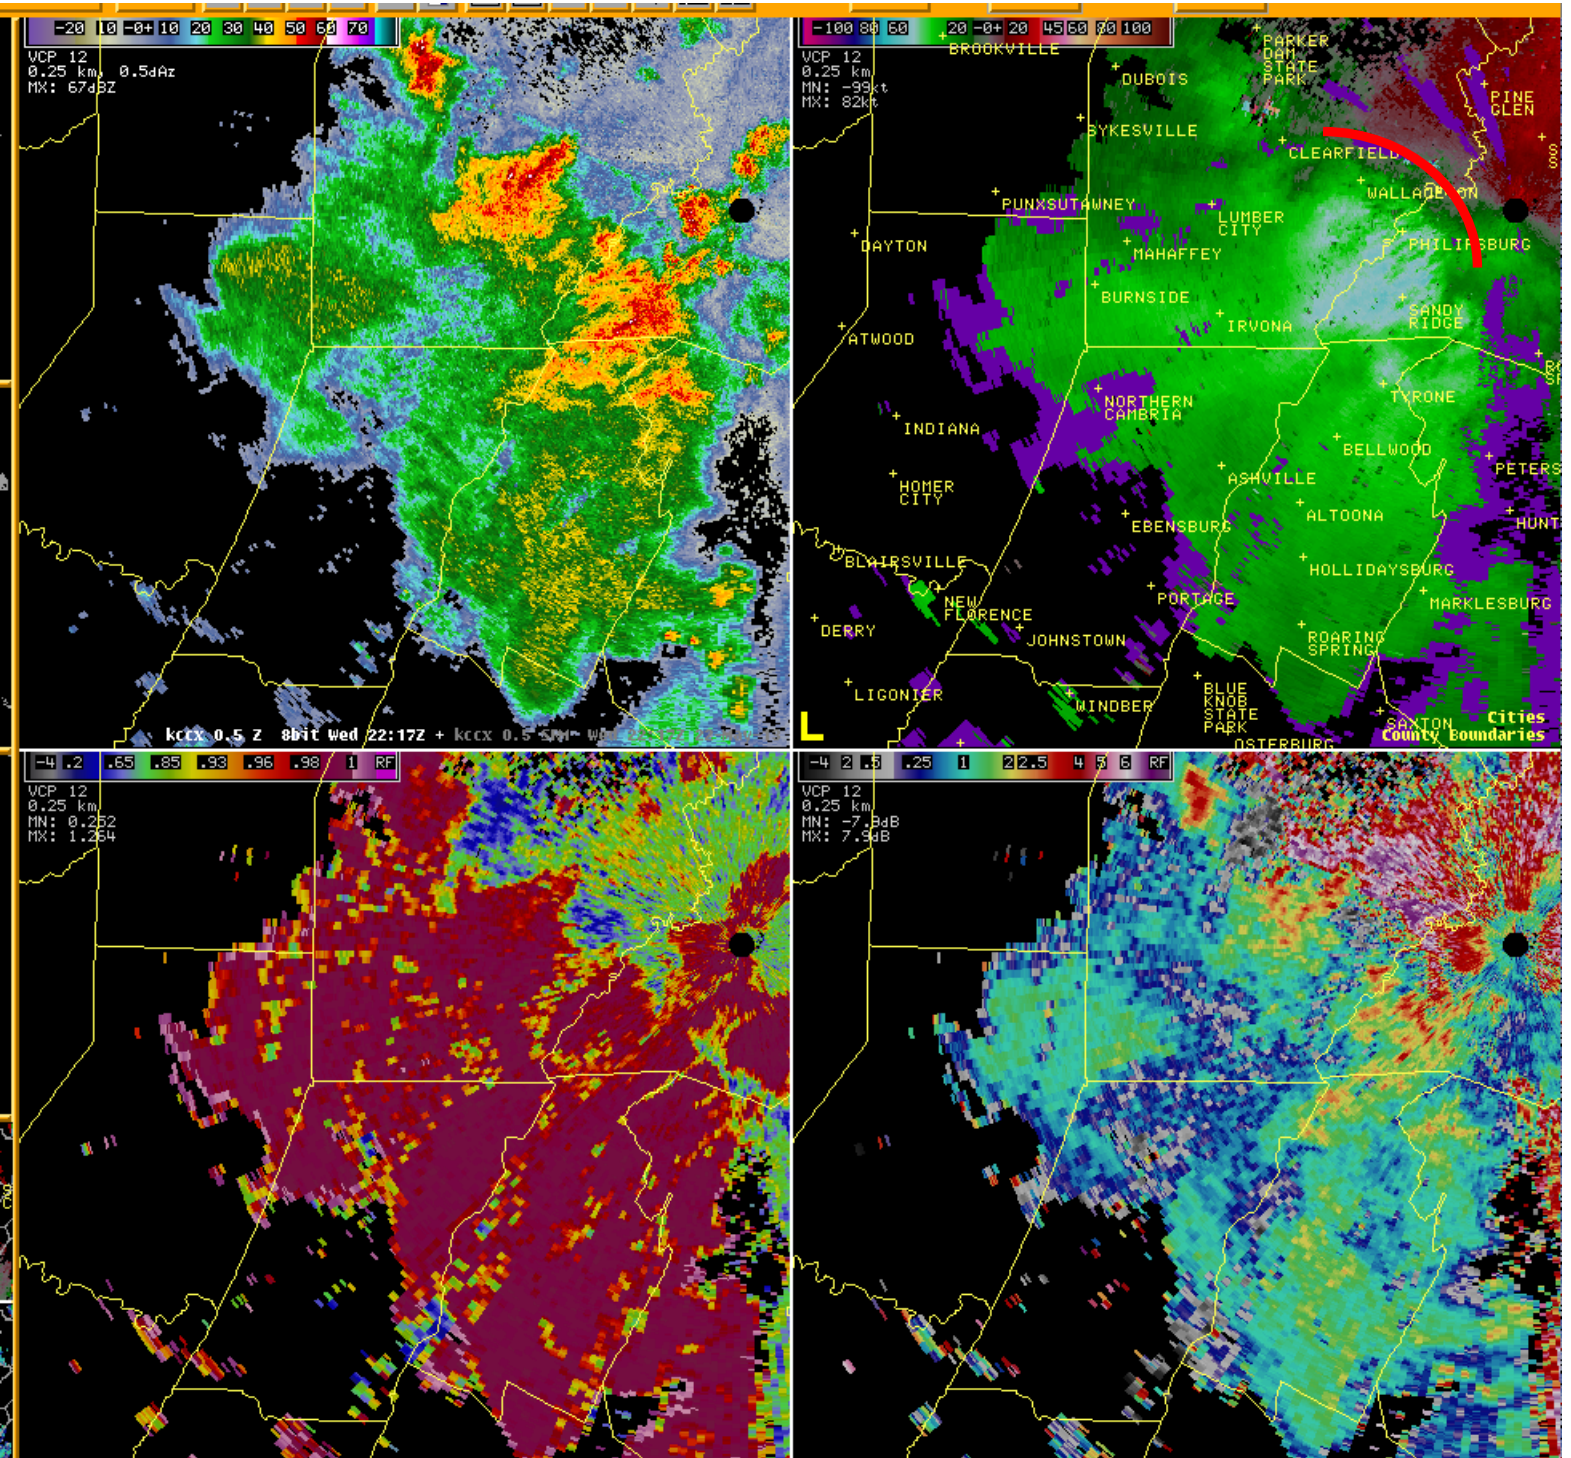 -20 10 -0+ 10 20 30 40 50 60 70
VCP 12
0.25 km, 0.5dAz
MX: 67dBZ
kccx 0.5 Z 8bit Wed 22:17Z +
-100 80 60 20 -0+ 20 45 60 80 100
VCP 12
0.25 km
MN: -99kt
MX: 82kt
BROOKVILLE
PARKER
DAM
STATE
PARK
DUBOIS
PINE
GLEN
SYKESVILLE
CLEARFIELD
WALLACETON
PUNXSUTAWNEY
LUMBER
CITY
DAYTON
MAHAFFEY
PHILIPSBURG
BURNSIDE
SANDY
RIDGE
IRVONA
ATWOOD
NORTHERN
CAMBRIA
TYRONE
INDIANA
BELLWOOD
PETERS
ASHVILLE
HOMER
CITY
ALTOONA
HUNT
EBENSBURG
BLAIRSVILLE
HOLLIDAYSBURG
NEW
FLORENCE
PORTAGE
MARKLESBURG
DERRY
JOHNSTOWN
ROARING
SPRING
LIGONIER
WINDBER
BLUE
KNOB
STATE
PARK
SAXTON
OSTERBURG
Cities
County Boundaries
-4 .2 .65 .85 .93 .96 .98 1 RF
VCP 12
0.25 km
MN: 0.252
MX: 1.264
-4 2 .5 .25 1 2 2.5 4 5 6 RF
VCP 12
0.25 km
MN: -7.9dB
MX: 7.9dB